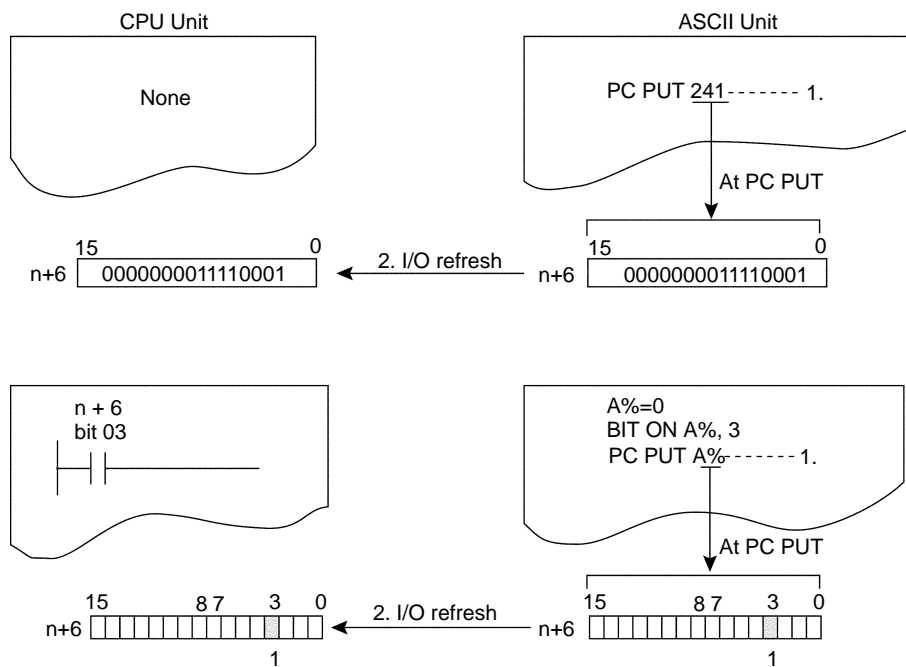 CPU Unit
ASCII Unit
None
PC PUT 241
1.
At PC PUT
15 0
n+6 0000000011110001
2. I/O refresh
15 0
n+6 0000000011110001
n + 6
bit 03
A%=0
BIT ON A%, 3
PC PUT A%
1.
At PC PUT
15 8 7 3 0
n+6
1
2. I/O refresh
15 8 7 3 0
n+6
1